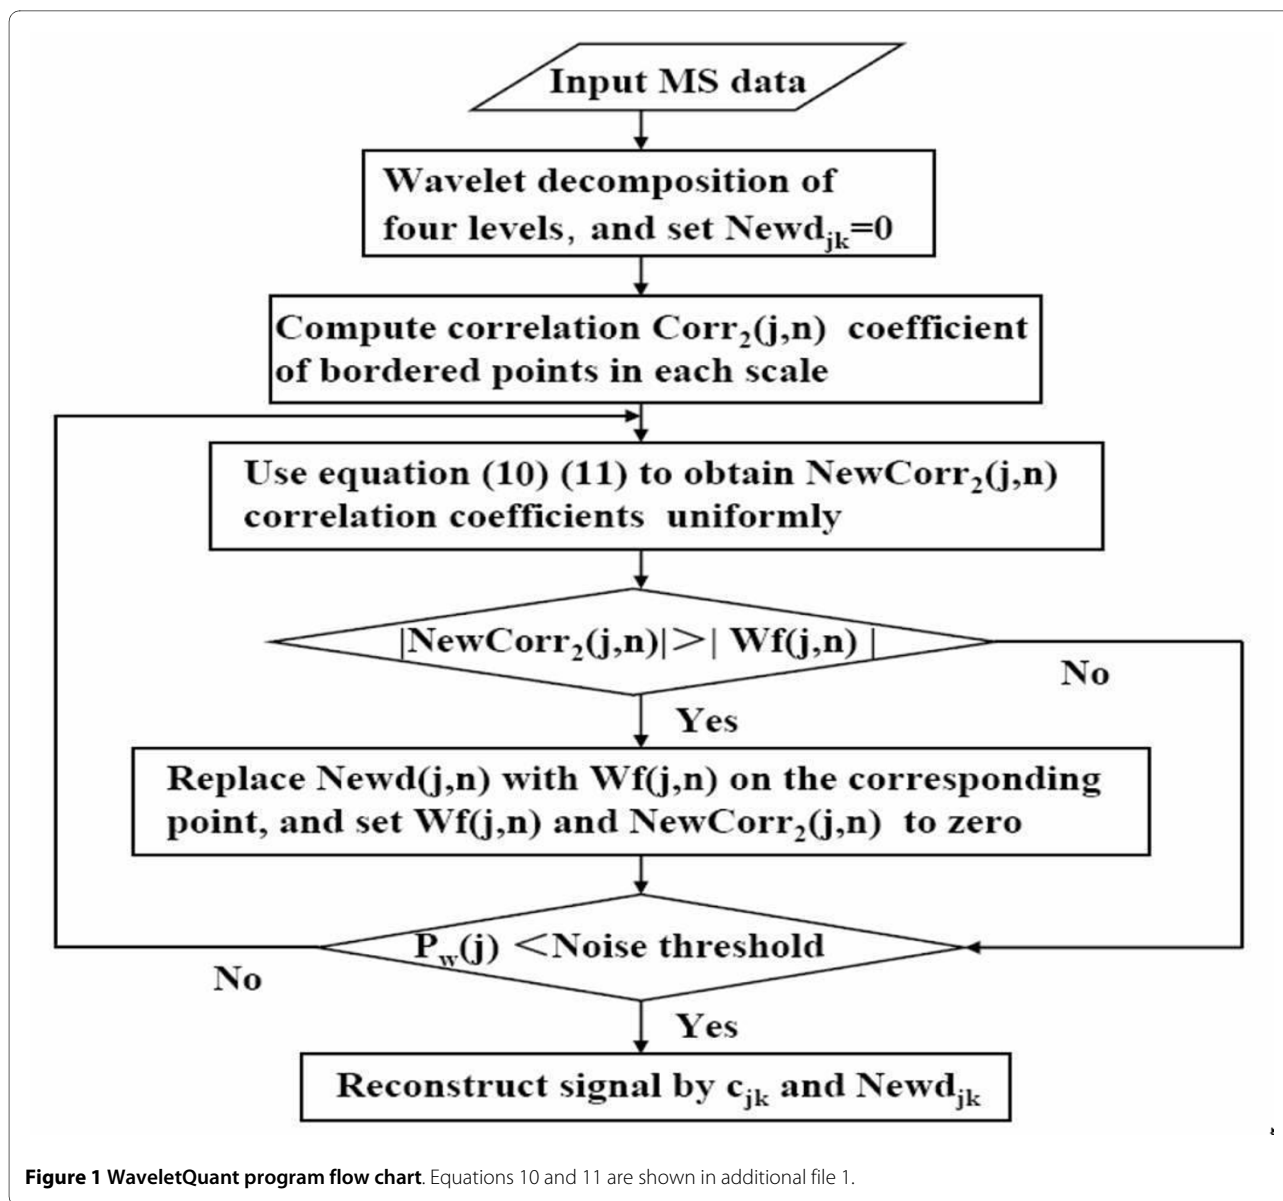 Input MS data
Wavelet decomposition of
four levels, and set Newd_jk=0
Compute correlation Corr₂(j,n) coefficient
of bordered points in each scale
Use equation (10) (11) to obtain NewCorr₂(j,n)
correlation coefficients uniformly
|NewCorr₂(j,n)|＞| Wf(j,n) |
No
Yes
Replace Newd(j,n) with Wf(j,n) on the corresponding
point, and set Wf(j,n) and NewCorr₂(j,n) to zero
P_w(j) ＜Noise threshold
No
Yes
Reconstruct signal by c_jk and Newd_jk
Figure 1 WaveletQuant program flow chart. Equations 10 and 11 are shown in additional file 1.